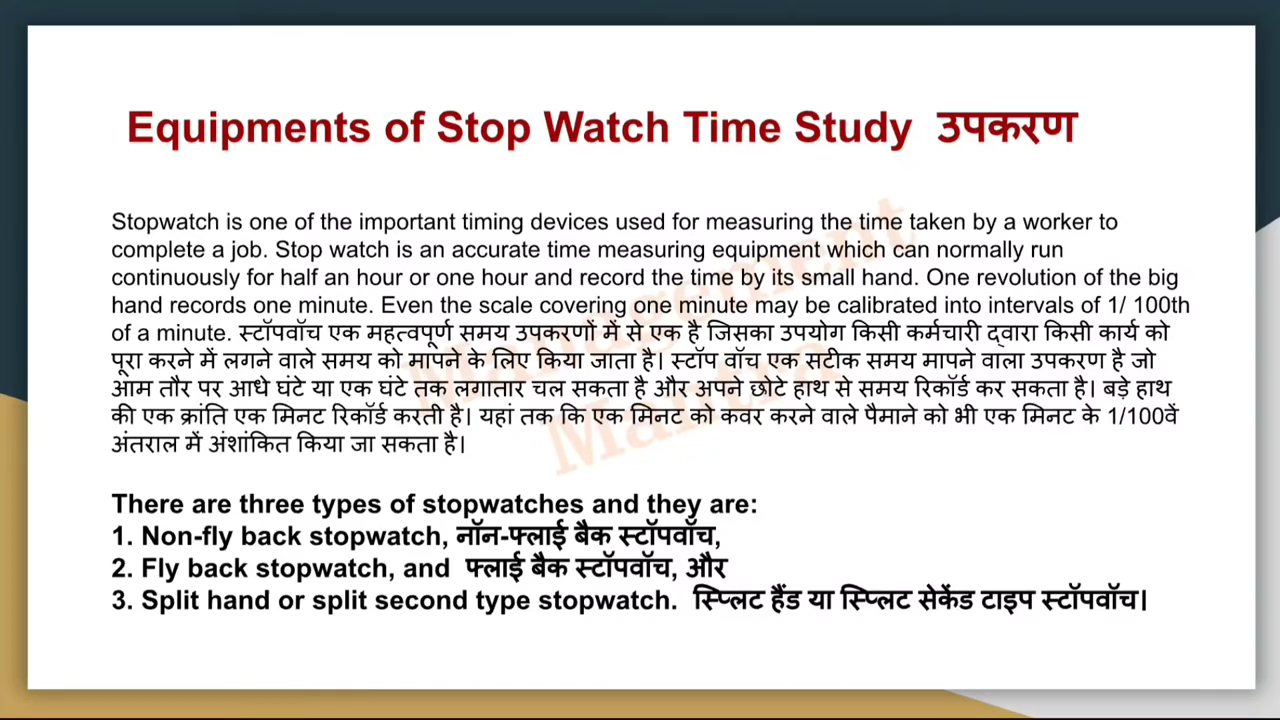 Equipments of Stop Watch Time Study उपकरण
Stopwatch is one of the important timing devices used for measuring the time taken by a worker to
complete a job. Stop watch is an accurate time measuring equipment which can normally run
continuously for half an hour or one hour and record the time by its small hand. One revolution of the big
hand records one minute. Even the scale covering one minute may be calibrated into intervals of 1/ 100th
of a minute. स्टॉपवॉच एक महत्वपूर्ण समय उपकरणों में से एक है जिसका उपयोग किसी कर्मचारी द्वारा किसी कार्य को
पूरा करने में लगने वाले समय को मापने के लिए किया जाता है। स्टॉप वॉच एक सटीक समय मापने वाला उपकरण है जो
आम तौर पर आधे घंटे या एक घंटे तक लगातार चल सकता है और अपने छोटे हाथ से समय रिकॉर्ड कर सकता है। बड़े हाथ
की एक क्रांति एक मिनट रिकॉर्ड करती है। यहां तक कि एक मिनट को कवर करने वाले पैमाने को भी एक मिनट के 1/100वें
अंतराल में अंशांकित किया जा सकता है।
Management
Mantra
There are three types of stopwatches and they are:
1. Non-fly back stopwatch, नॉन-फ्लाई बैक स्टॉपवॉच,
2. Fly back stopwatch, and फ्लाई बैक स्टॉपवॉच, और
3. Split hand or split second type stopwatch. स्प्लिट हैंड या स्प्लिट सेकेंड टाइप स्टॉपवॉच।